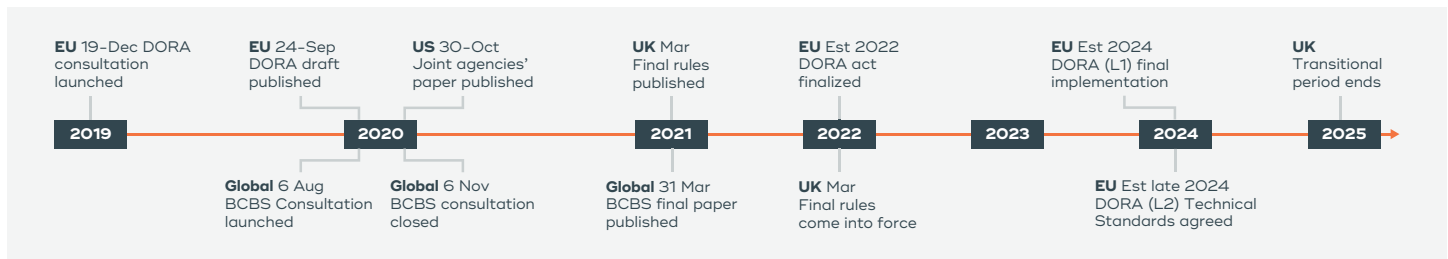 EU 19-Dec DORA
consultation
launched
EU 24-Sep
DORA draft
published
US 30-Oct
Joint agencies’
paper published
UK Mar
Final rules
published
EU Est 2022
DORA act
finalized
EU Est 2024
DORA (L1) final
implementation
UK
Transitional
period ends
2019
2020
2021
2022
2023
2024
2025
Global 6 Aug
BCBS Consultation
launched
Global 6 Nov
BCBS consultation
closed
Global 31 Mar
BCBS final paper
published
UK Mar
Final rules
come into force
EU Est late 2024
DORA (L2) Technical
Standards agreed